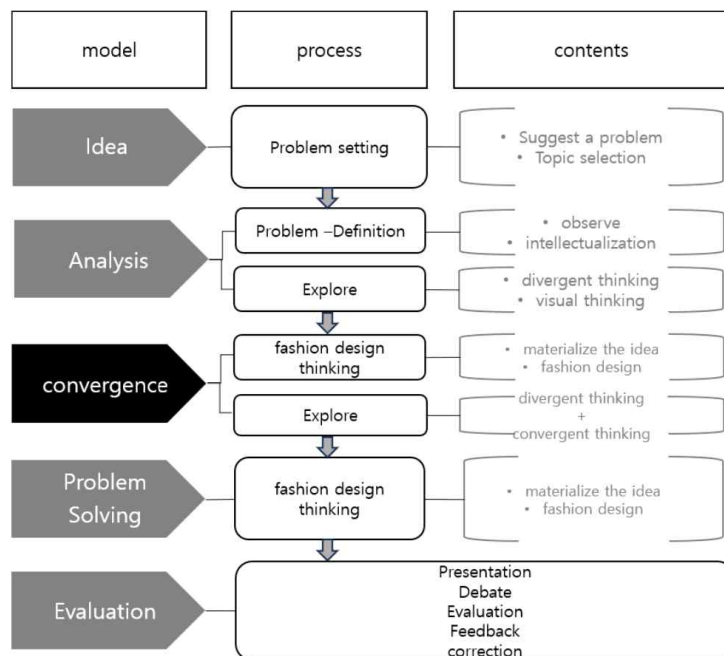 model
process
contents
Idea
Problem setting
• Suggest a problem
• Topic selection
Analysis
Problem –Definition
• observe
• intellectualization
Explore
• divergent thinking
• visual thinking
convergence
fashion design
thinking
• materialize the idea
• fashion design
Explore
divergent thinking
+
convergent thinking
Problem
Solving
fashion design
thinking
• materialize the idea
• fashion design
Evaluation
Presentation
Debate
Evaluation
Feedback
correction